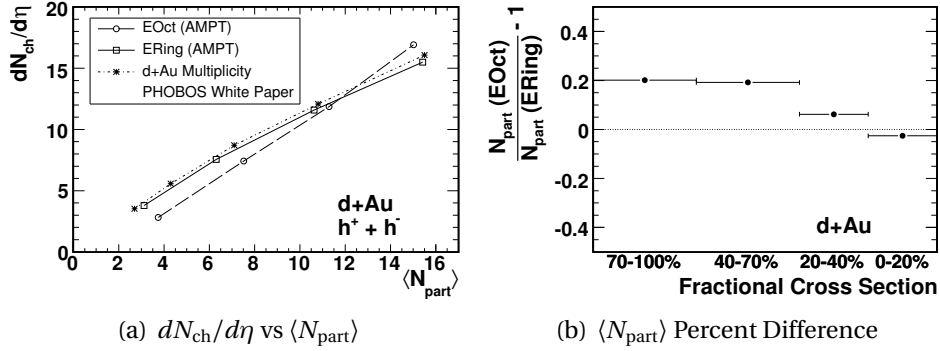 dN_ch/dη
20
15
10
5
0
EOct (AMPT)
ERing (AMPT)
d+Au Multiplicity
PHOBOS White Paper
d+Au
h⁺ + h⁻
0 2 4 6 8 10 12 14 16
⟨N_part⟩
(a) dN_ch/dη vs ⟨N_part⟩
N_part (EOct)
N_part (ERing)
- 1
0.4
0.2
0
-0.2
-0.4
d+Au
70-100% 40-70% 20-40% 0-20%
Fractional Cross Section
(b) ⟨N_part⟩ Percent Difference